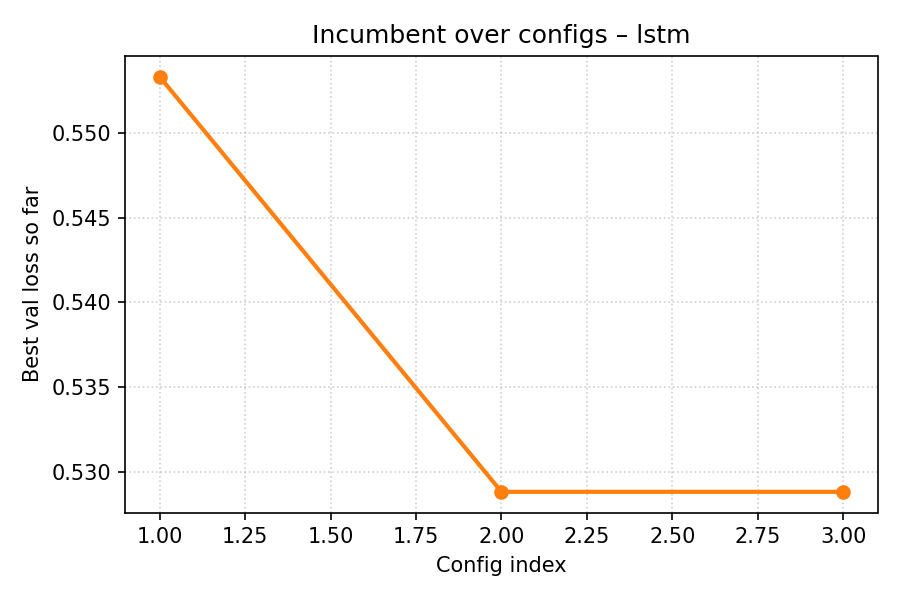 Incumbent over configs – lstm
Best val loss so far
0.550
0.545
0.540
0.535
0.530
1.00 1.25 1.50 1.75 2.00 2.25 2.50 2.75 3.00
Config index